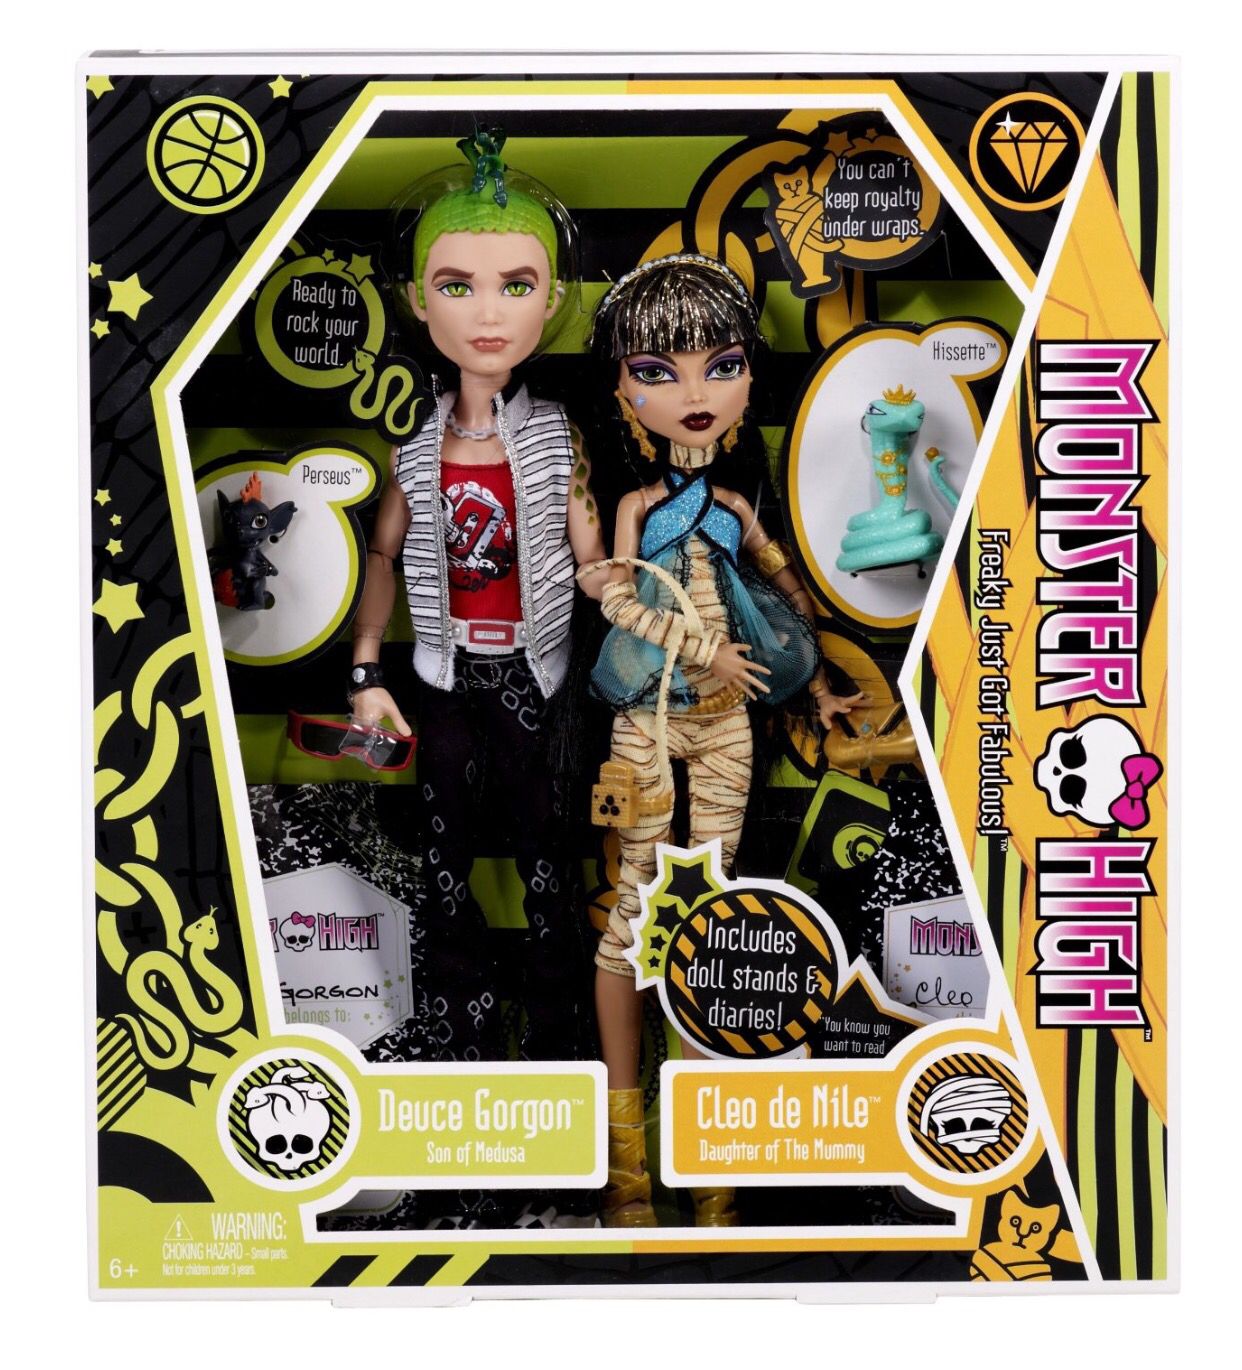 You can't
keep royalty
under wraps.
Ready to
rock your
world.
Hissette™
Perseus™
MONSTER HIGH™
Freaky Just Got Fabulous!™
HIGH™
GORGON
belongs to:
MON
Cleo
Includes
doll stands &
diaries!
"You know you
want to read
Deuce Gorgon™
Son of Medusa
Cleo de Nile™
Daughter of The Mummy
WARNING:
CHOKING HAZARD – Small parts.
Not for children under 3 years.
6+